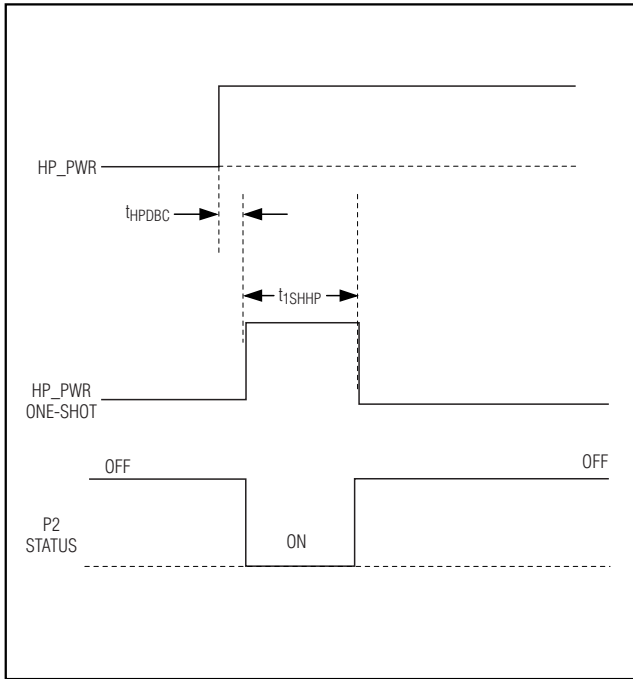 HP_PWR
tHPDBC
t1SHHP
HP_PWR
ONE-SHOT
OFF
OFF
P2
STATUS
ON